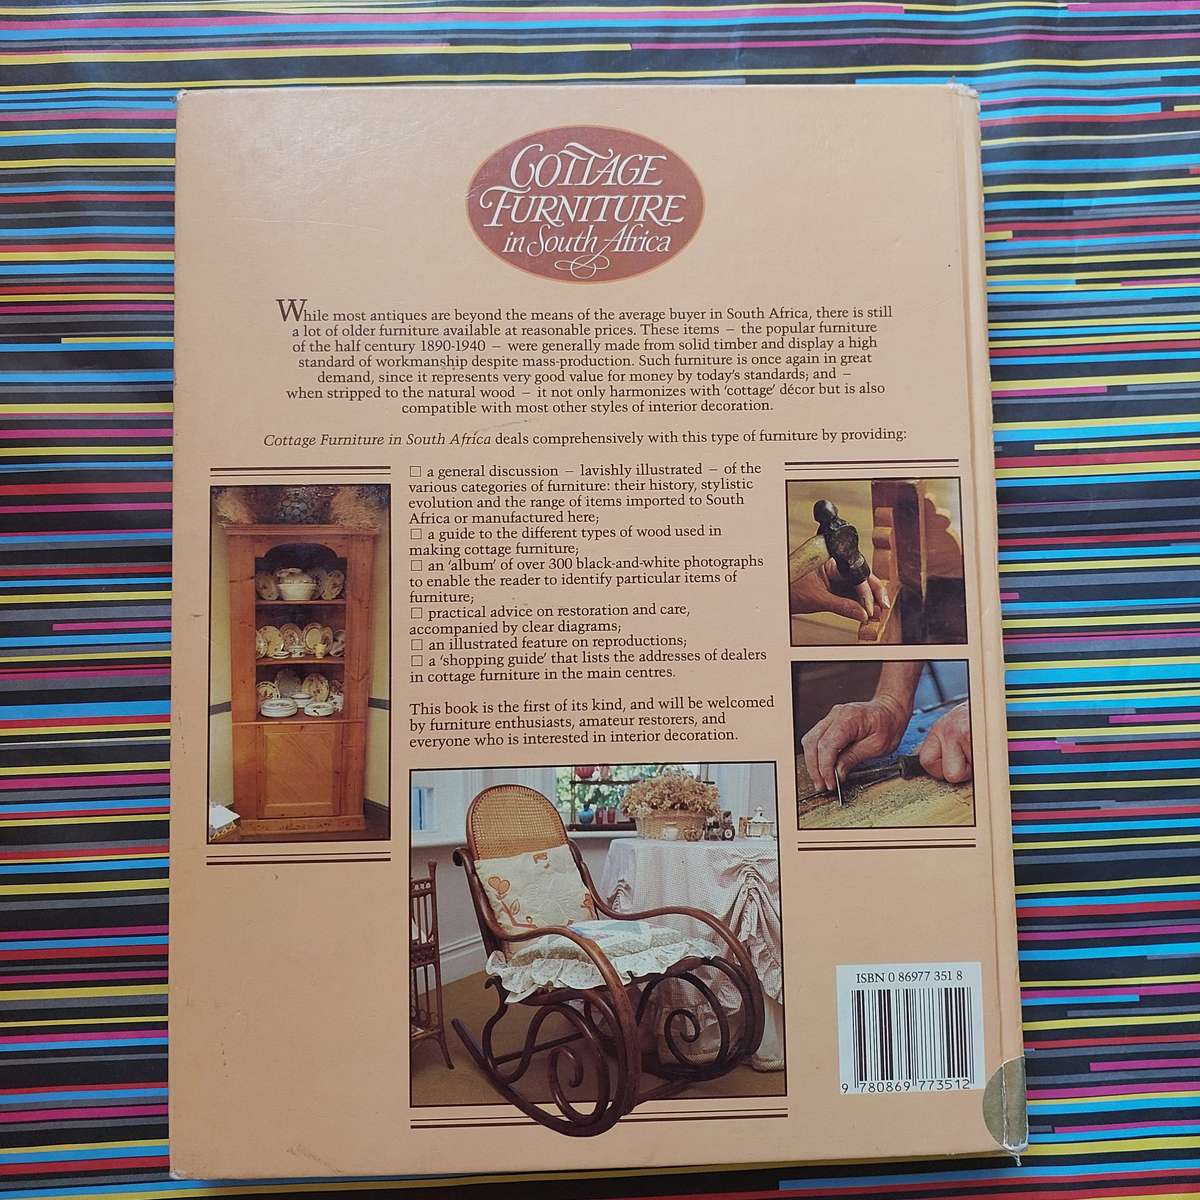 COTTAGE
FURNITURE
in South Africa
While most antiques are beyond the means of the average buyer in South Africa, there is still
a lot of older furniture available at reasonable prices. These items – the popular furniture
of the half century 1890-1940 – were generally made from solid timber and display a high
standard of workmanship despite mass-production. Such furniture is once again in great
demand, since it represents very good value for money by today's standards; and –
when stripped to the natural wood – it not only harmonizes with 'cottage' décor but is also
compatible with most other styles of interior decoration.
Cottage Furniture in South Africa deals comprehensively with this type of furniture by providing:
☐ a general discussion – lavishly illustrated – of the
various categories of furniture: their history, stylistic
evolution and the range of items imported to South
Africa or manufactured here;
☐ a guide to the different types of wood used in
making cottage furniture;
☐ an 'album' of over 300 black-and-white photographs
to enable the reader to identify particular items of
furniture;
☐ practical advice on restoration and care,
accompanied by clear diagrams;
☐ an illustrated feature on reproductions;
☐ a 'shopping guide' that lists the addresses of dealers
in cottage furniture in the main centres.
This book is the first of its kind, and will be welcomed
by furniture enthusiasts, amateur restorers, and
everyone who is interested in interior decoration.
ISBN 0 86977 351 8
9 780869 773512